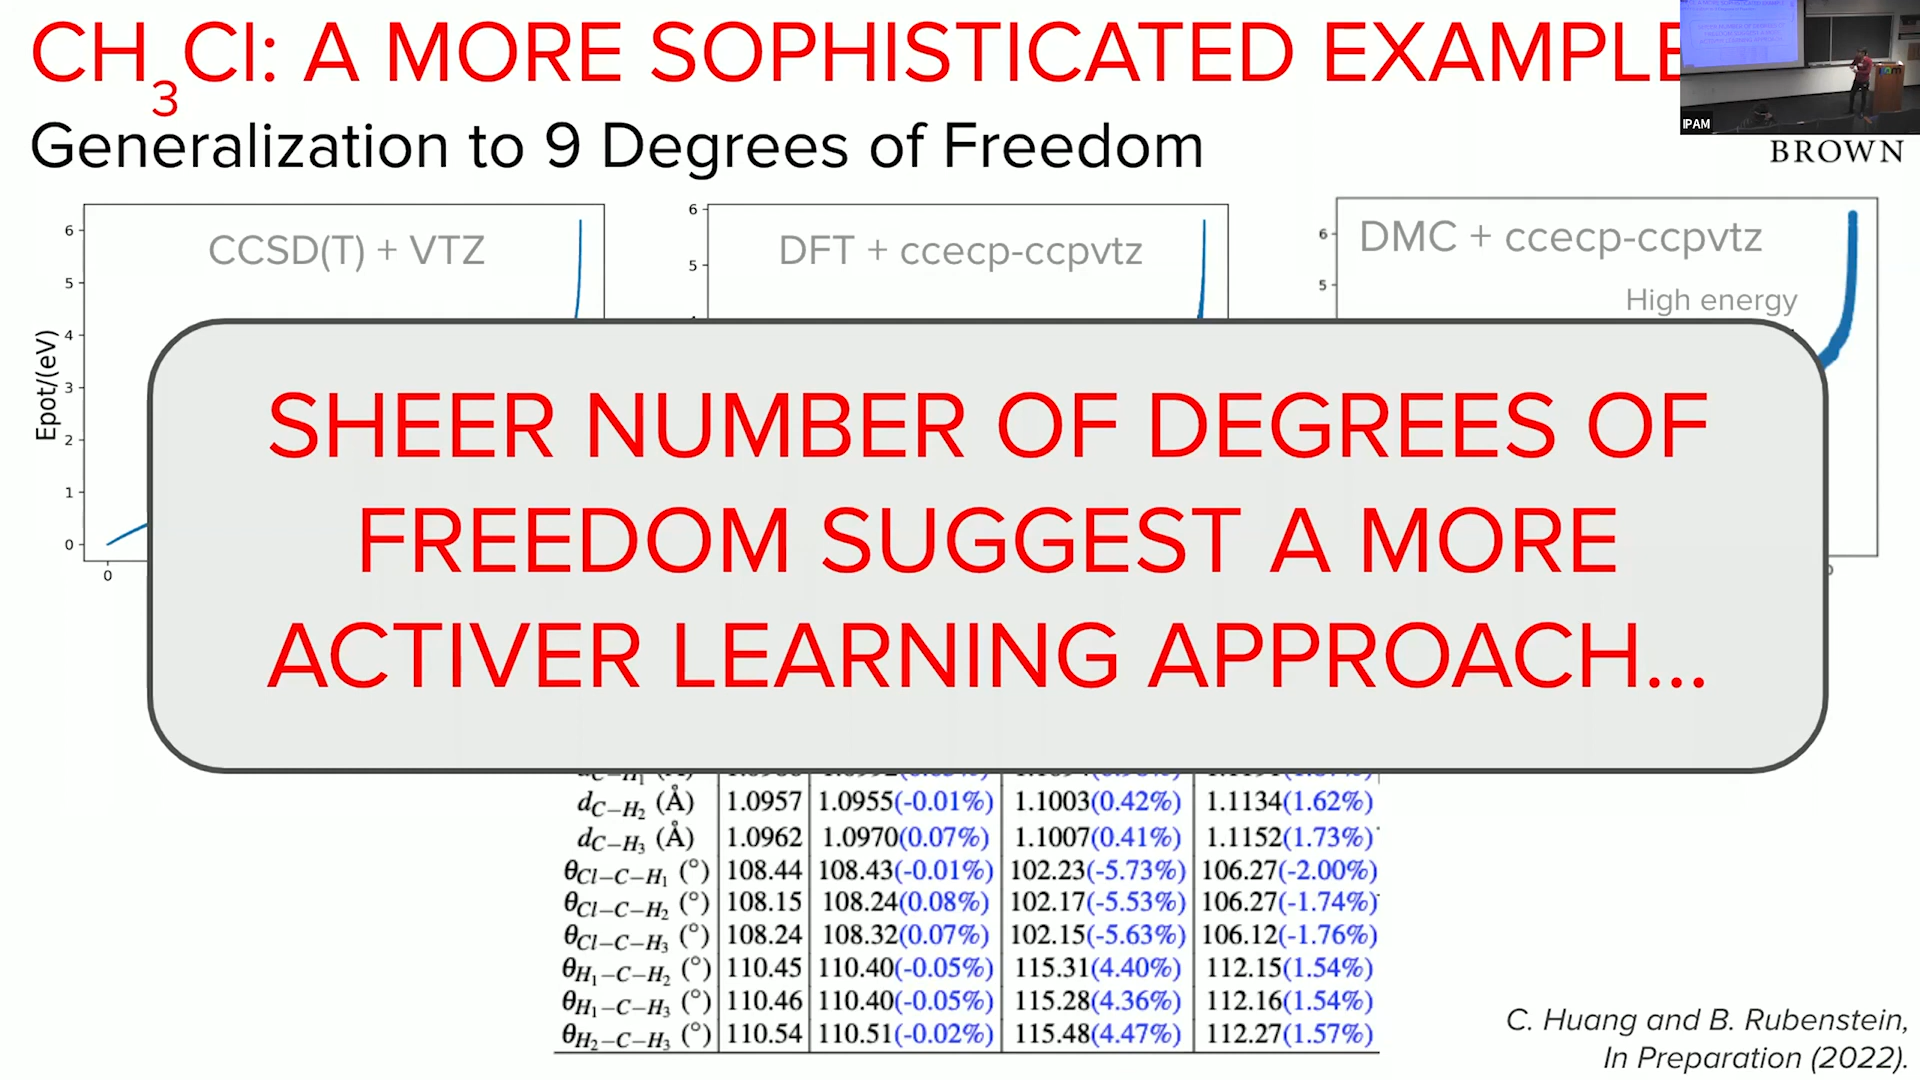 CH3Cl: A MORE SOPHISTICATED EXAMPLE
IPAM
Generalization to 9 Degrees of Freedom
BROWN
CCSD(T) + VTZ
DFT + ccecp-ccpvtz
DMC + ccecp-ccpvtz
High energy
Epot/(eV)
6
5
4
3
2
1
0
0
6
5
6
5
SHEER NUMBER OF DEGREES OF
FREEDOM SUGGEST A MORE
ACTIVER LEARNING APPROACH...
dC−H2 (Å) 1.0957 1.0955(-0.01%) 1.1003(0.42%) 1.1134(1.62%)
dC−H3 (Å) 1.0962 1.0970(0.07%) 1.1007(0.41%) 1.1152(1.73%)
θCl−C−H1 (°) 108.44 108.43(-0.01%) 102.23(-5.73%) 106.27(-2.00%)
θCl−C−H2 (°) 108.15 108.24(0.08%) 102.17(-5.53%) 106.27(-1.74%)
θCl−C−H3 (°) 108.24 108.32(0.07%) 102.15(-5.63%) 106.12(-1.76%)
θH1−C−H2 (°) 110.45 110.40(-0.05%) 115.31(4.40%) 112.15(1.54%)
θH1−C−H3 (°) 110.46 110.40(-0.05%) 115.28(4.36%) 112.16(1.54%)
θH2−C−H3 (°) 110.54 110.51(-0.02%) 115.48(4.47%) 112.27(1.57%)
C. Huang and B. Rubenstein,
In Preparation (2022).